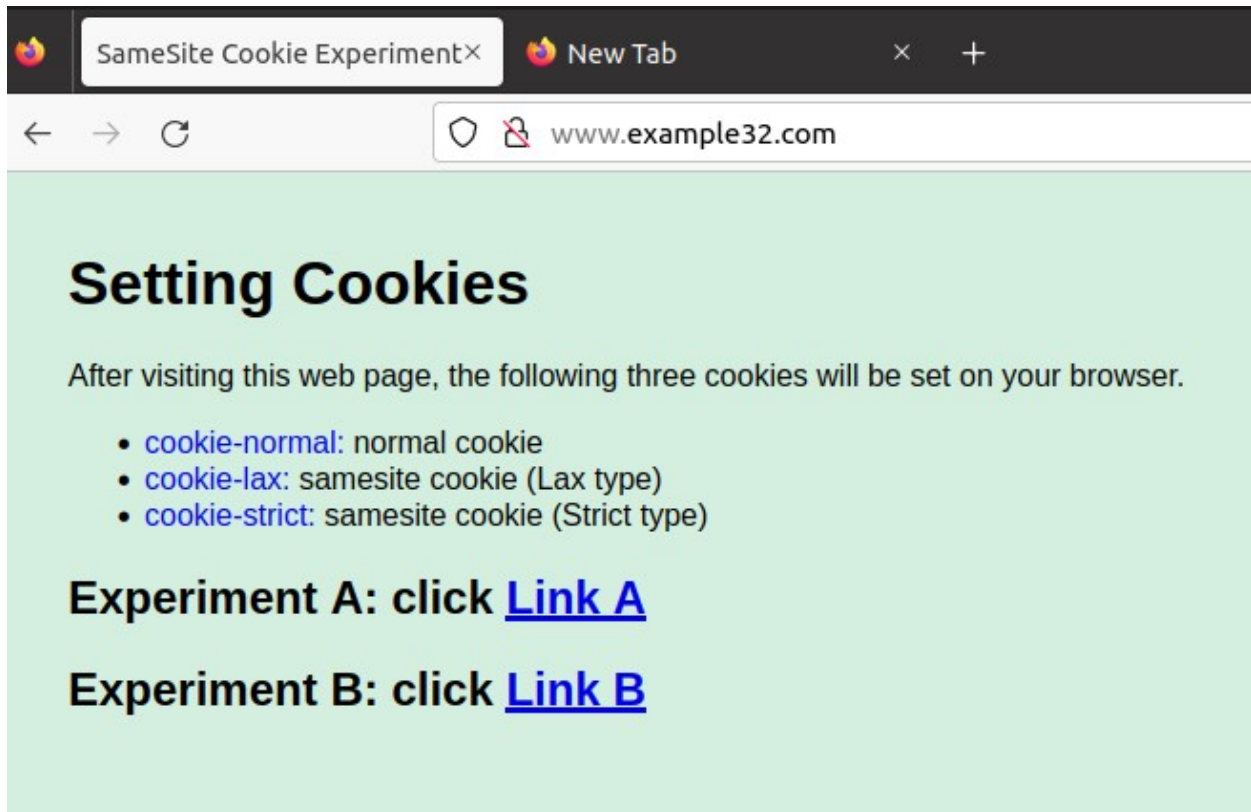 SameSite Cookie Experiment×
New Tab
www.example32.com
Setting Cookies
After visiting this web page, the following three cookies will be set on your browser.
• cookie-normal: normal cookie
• cookie-lax: samesite cookie (Lax type)
• cookie-strict: samesite cookie (Strict type)
Experiment A: click Link A
Experiment B: click Link B